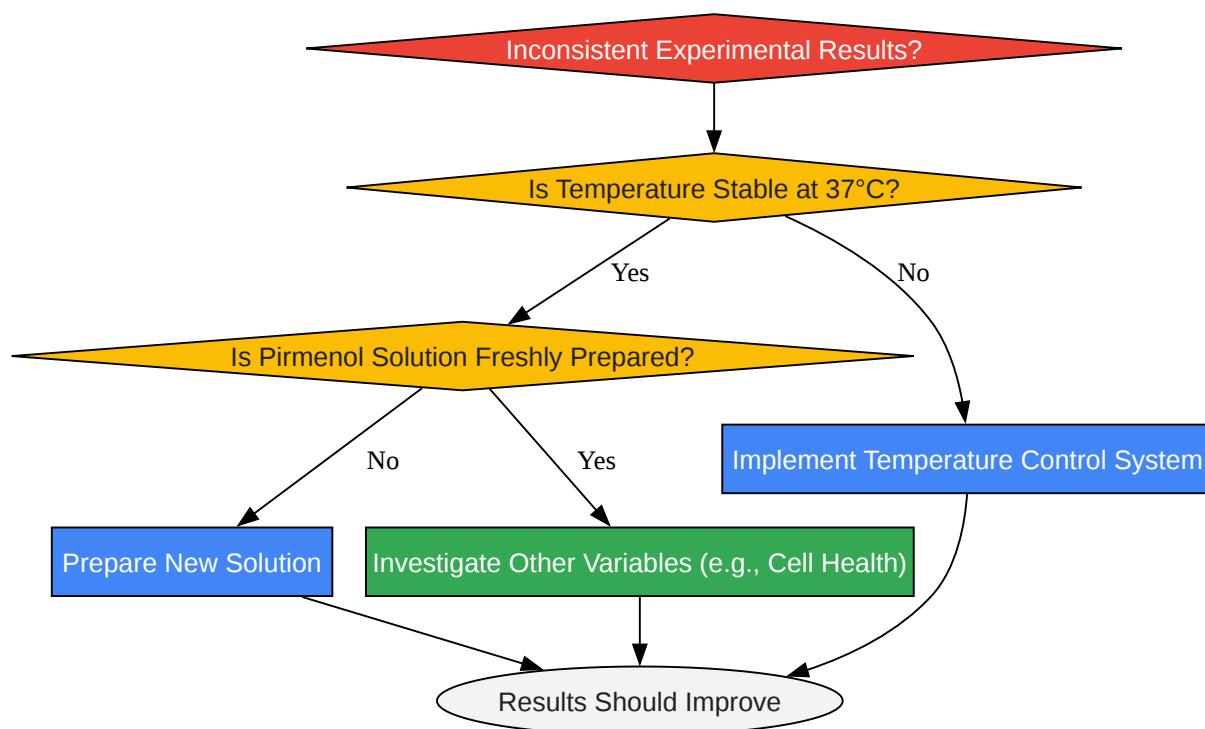 Inconsistent Experimental Results?
Is Temperature Stable at 37°C?
Yes
No
Is Pirmenol Solution Freshly Prepared?
No
Yes
Implement Temperature Control System
Prepare New Solution
Investigate Other Variables (e.g., Cell Health)
Results Should Improve